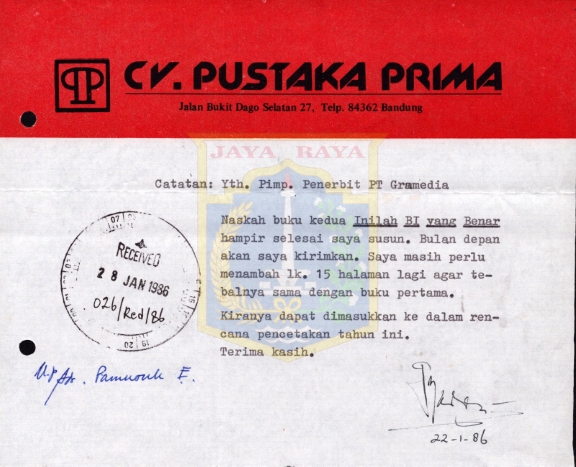 CV. PUSTAKA PRIMA
Jalan Bukit Dago Selatan 27, Telp. 84362 Bandung
JAYA RAYA
Catatan: Yth. Pimp. Penerbit PT Gramedia
Naskah buku kedua Inilah BI yang Benar
hampir selesai saya susun. Bulan depan
akan saya kirimkan. Saya masih perlu
menambah lk. 15 halaman lagi agar te-
balnya sama dengan buku pertama.
Kiranya dapat dimasukkan ke dalam ren-
cana pencetakan tahun ini.
Terima kasih.
RECEIVED
28 JAN 1986
026/Red/86
Pamusuk E.
22-1-86